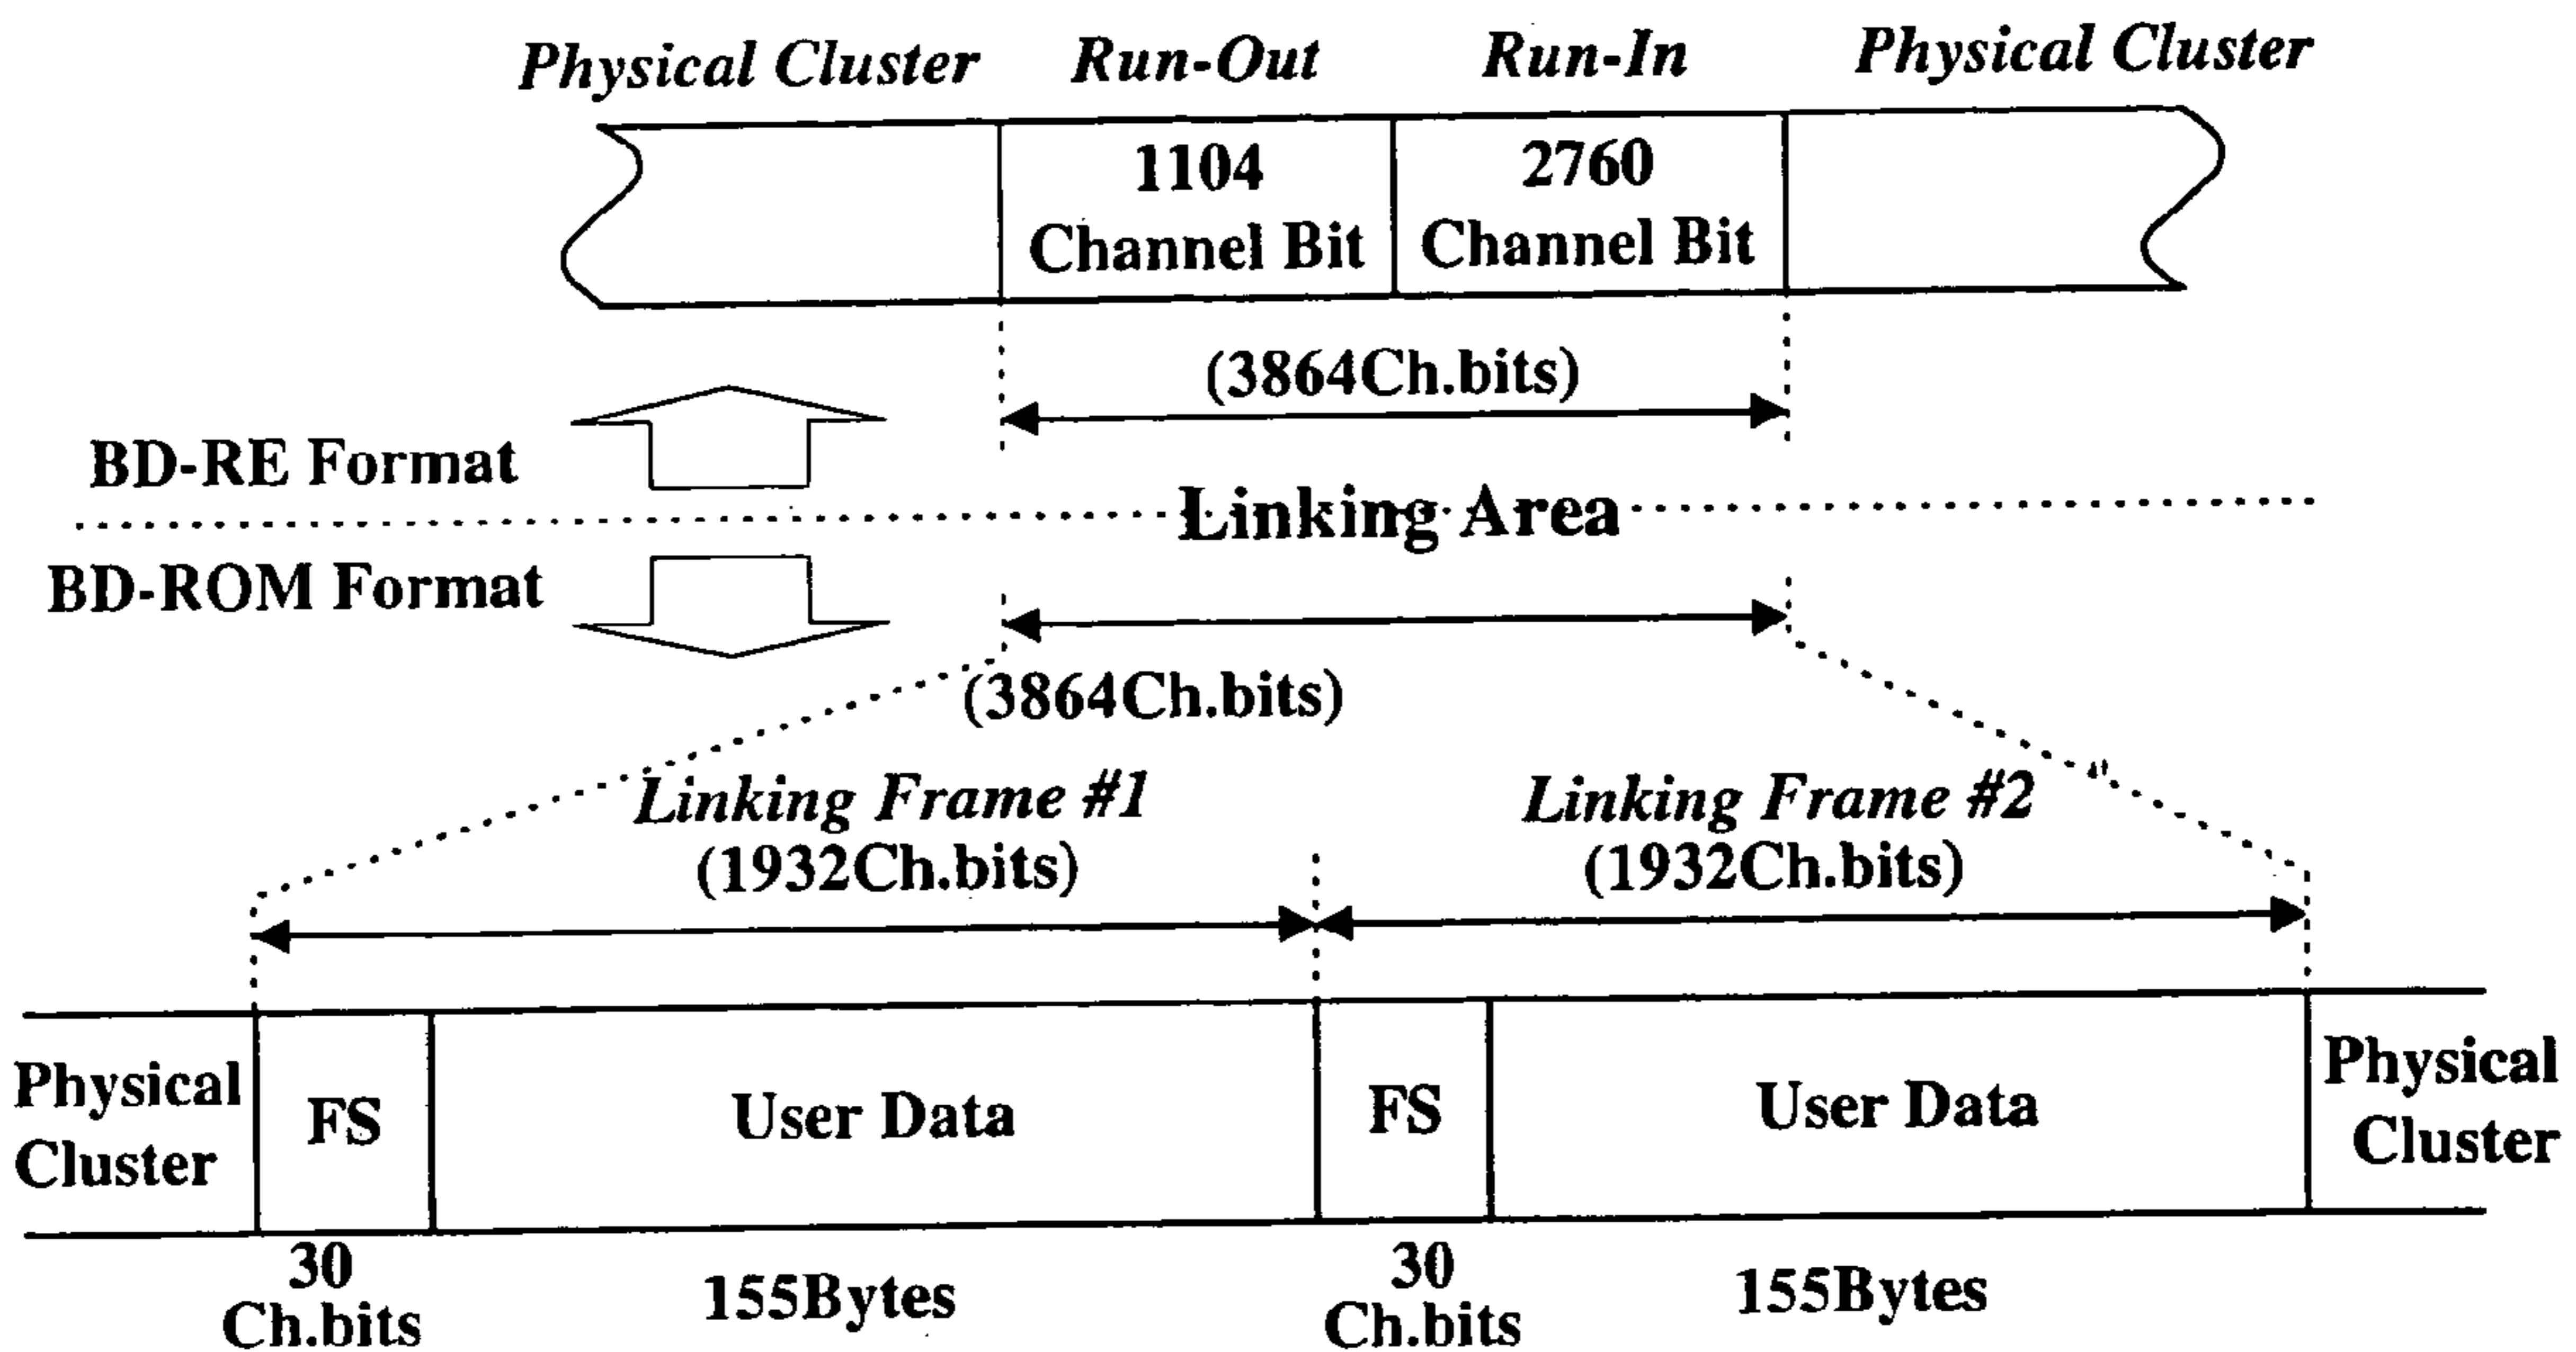 Physical Cluster Run-Out Run-In Physical Cluster
1104 Channel Bit
2760 Channel Bit
(3864Ch.bits)
BD-RE Format
Linking Area
BD-ROM Format
(3864Ch.bits)
Linking Frame #1
(1932Ch.bits)
Linking Frame #2
(1932Ch.bits)
Physical
Cluster
FS
User Data
FS
User Data
Physical
Cluster
30
Ch.bits
155Bytes
30
Ch.bits
155Bytes